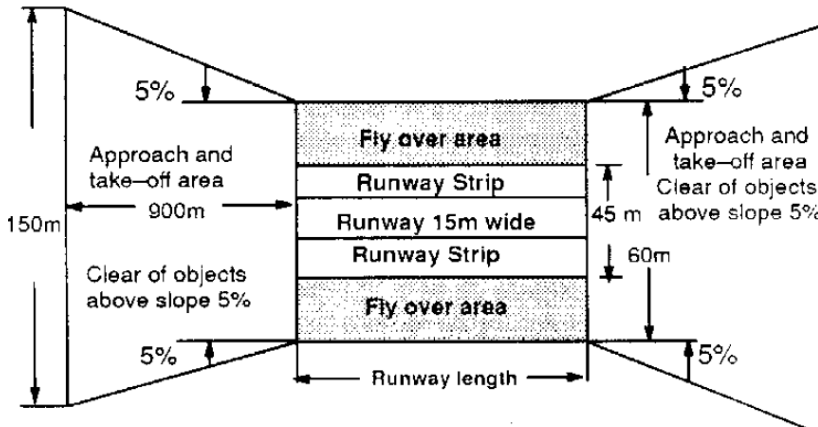 5%
5%
Fly over area
Approach and
take–off area
Approach and
take–off area
Clear of objects
above slope 5%
Runway Strip
900m
150m
Runway 15m wide
45 m
Runway Strip
60m
Clear of objects
above slope 5%
Fly over area
5%
5%
Runway length